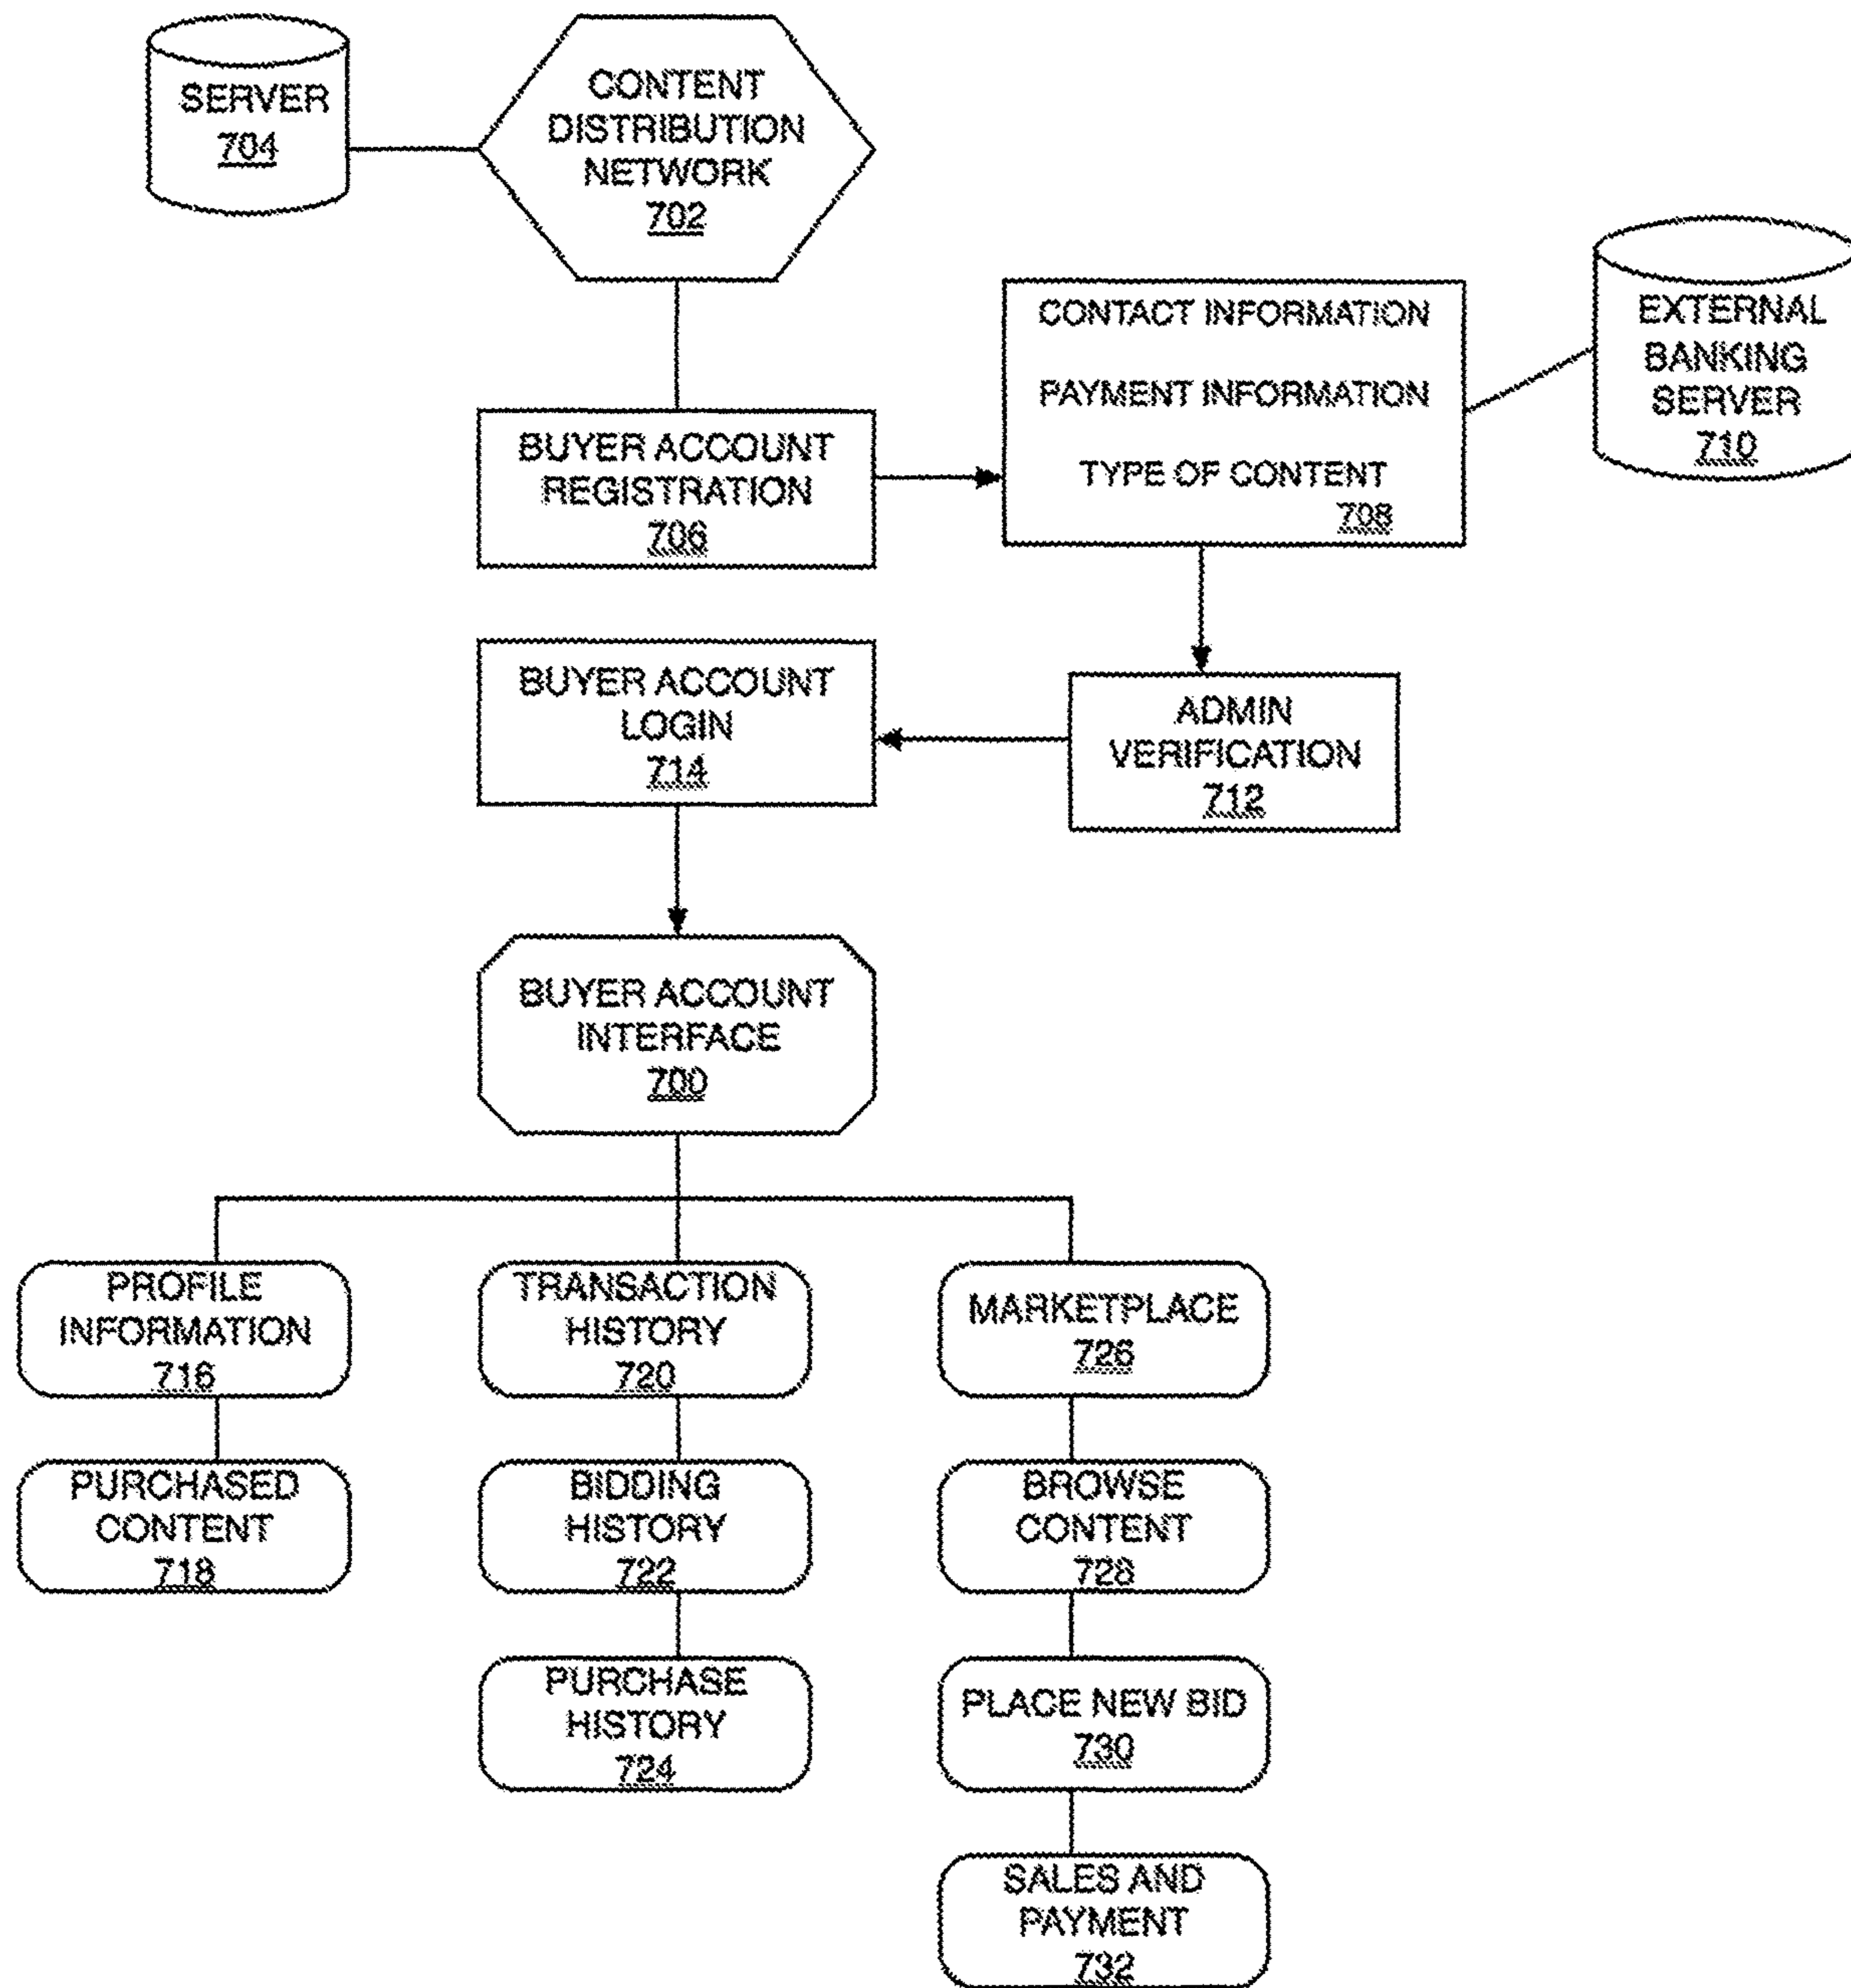 SERVER
704
CONTENT
DISTRIBUTION
NETWORK
702
EXTERNAL
BANKING
SERVER
710
CONTACT INFORMATION
PAYMENT INFORMATION
TYPE OF CONTENT
708
BUYER ACCOUNT
REGISTRATION
706
BUYER ACCOUNT
LOGIN
714
ADMIN
VERIFICATION
712
BUYER ACCOUNT
INTERFACE
700
PROFILE
INFORMATION
716
TRANSACTION
HISTORY
720
MARKETPLACE
726
PURCHASED
CONTENT
718
BIDDING
HISTORY
722
BROWSE
CONTENT
728
PURCHASE
HISTORY
724
PLACE NEW BID
730
SALES AND
PAYMENT
732